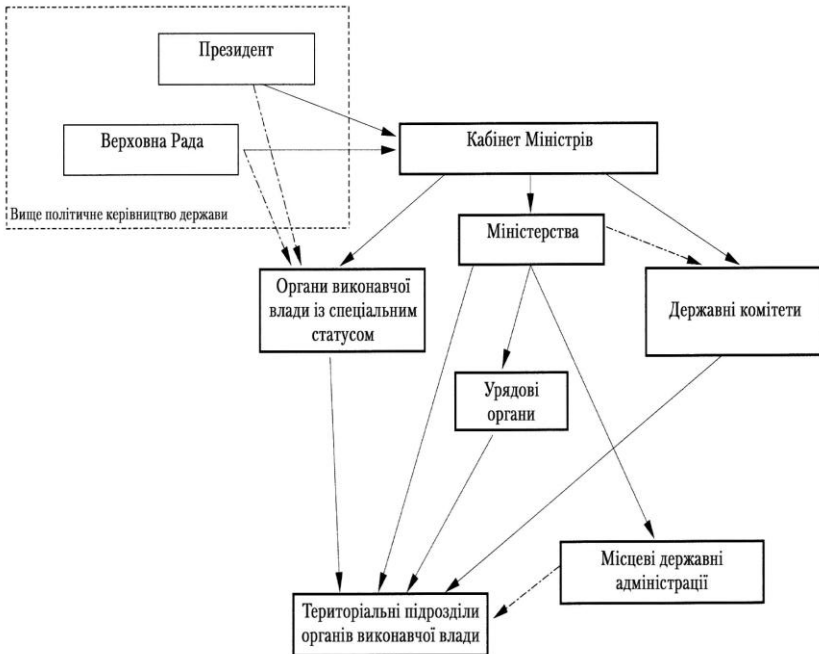 Президент
Верховна Рада
Кабінет Міністрів
Вище політичне керівництво держави
Міністерства
Органи виконавчої
влади із спеціальним
статусом
Державні комітети
Урядові
органи
Місцеві державні
адміністрації
Територіальні підрозділи
органів виконавчої влади